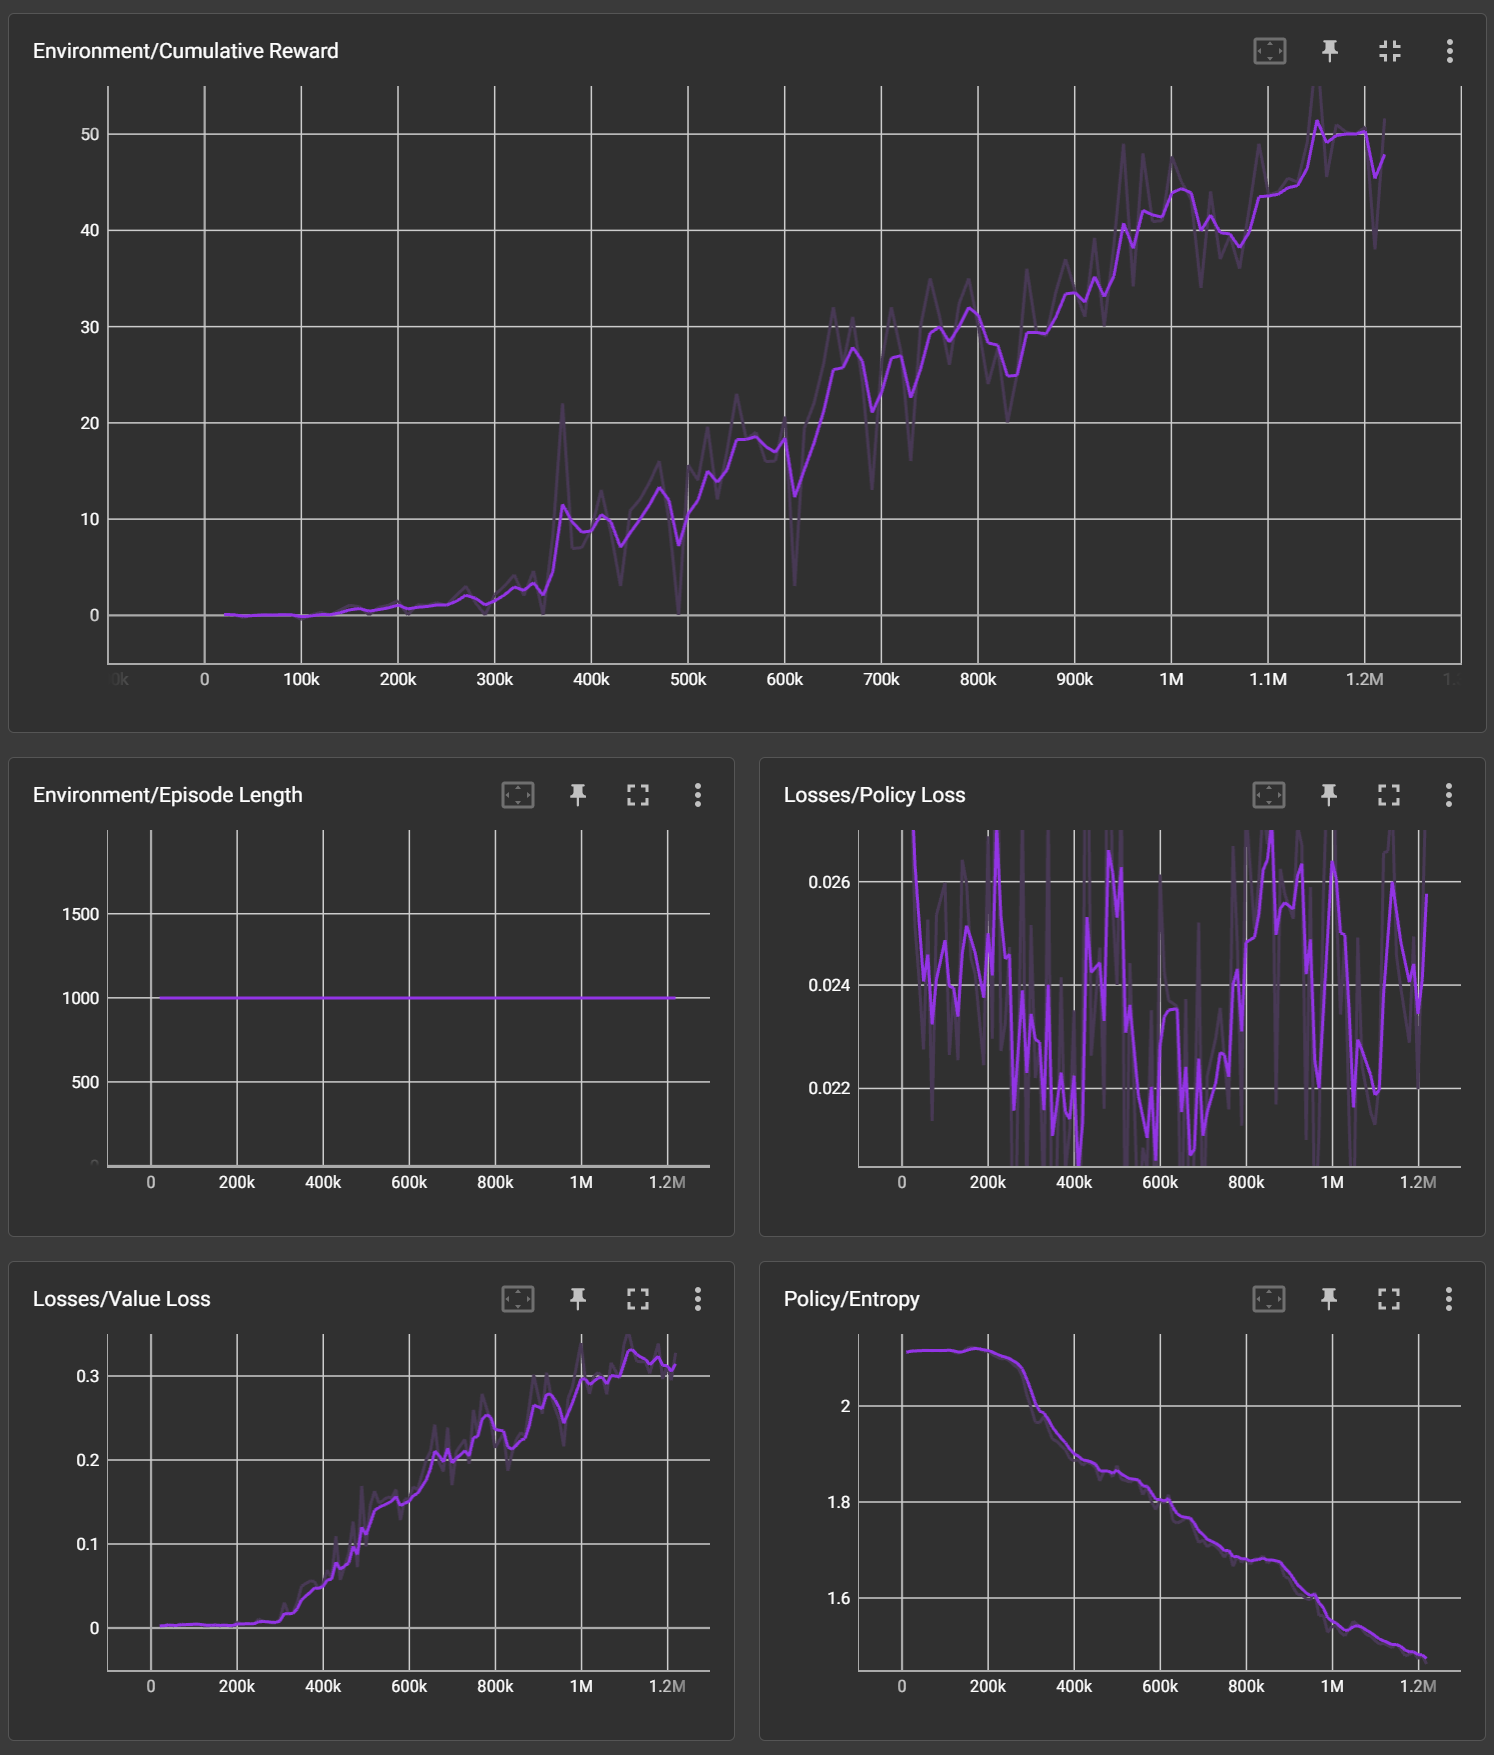 Environment/Cumulative Reward
50
40
30
20
10
0
0k 0 100k 200k 300k 400k 500k 600k 700k 800k 900k 1M 1.1M 1.2M
Environment/Episode Length
1500
1000
500
0
0 200k 400k 600k 800k 1M 1.2M
Losses/Policy Loss
0.026
0.024
0.022
0 200k 400k 600k 800k 1M 1.2M
Losses/Value Loss
0.3
0.2
0.1
0
0 200k 400k 600k 800k 1M 1.2M
Policy/Entropy
2
1.8
1.6
0 200k 400k 600k 800k 1M 1.2M